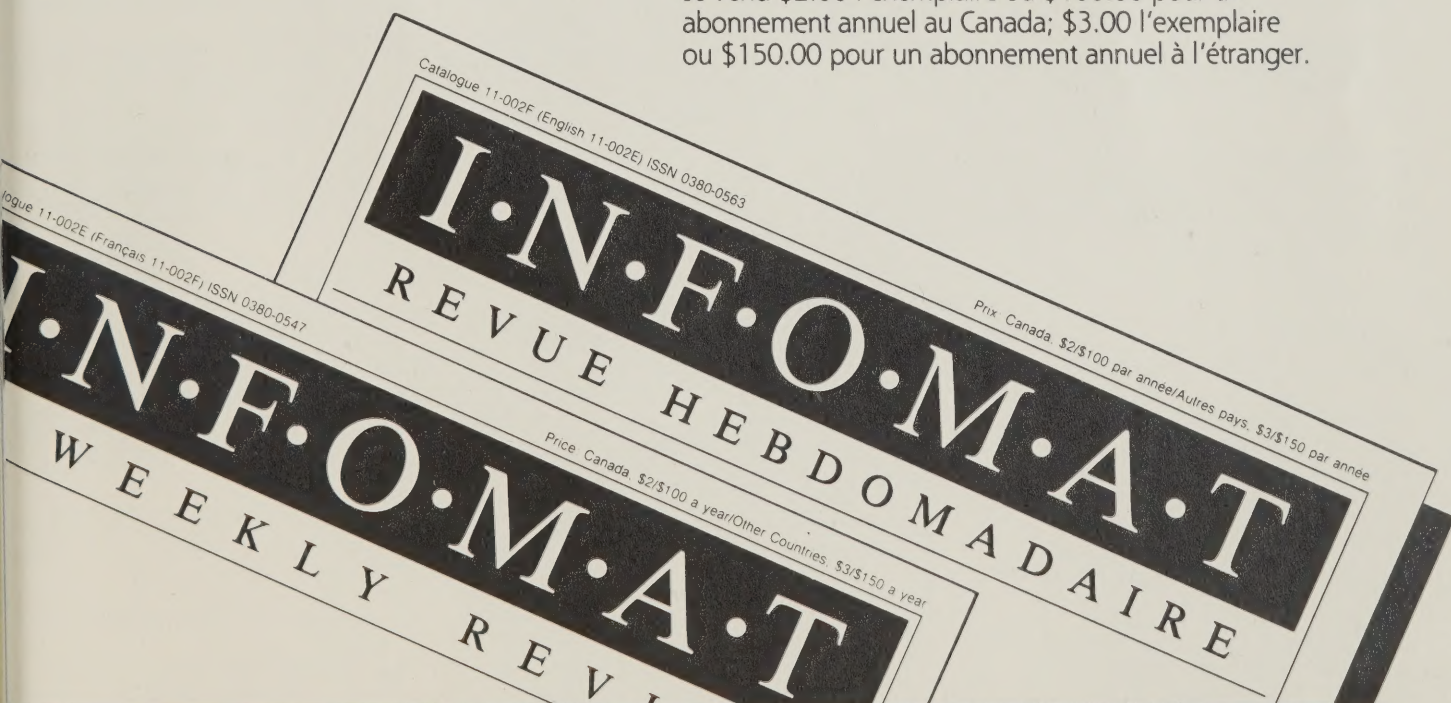 abonnement annuel au Canada; $3.00 l'exemplaire
ou $150.00 pour un abonnement annuel à l'étranger.
Catalogue 11-002F (English 11-002E) ISSN 0380-0563
I•N•F•O•M•A•T
REVUE HEBDOMADAIRE
Prix Canada, $2/$100 par année/Autres pays, $3/$150 par année
11-002E (Français 11-002F) ISSN 0380-0547
I•N•F•O•M•A•T
WEEKLY
Price Canada, $2/$100 a year/Other Countries, $3/$150 a year